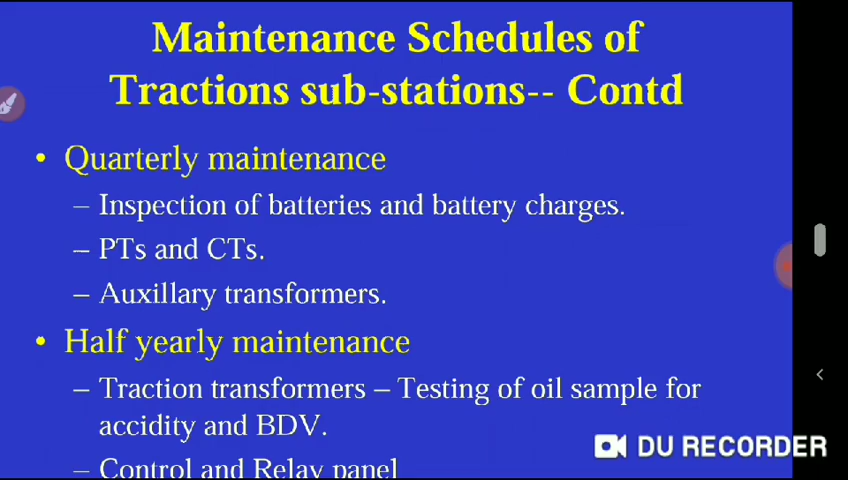 Maintenance Schedules of
Tractions sub-stations-- Contd
• Quarterly maintenance
– Inspection of batteries and battery charges.
– PTs and CTs.
– Auxillary transformers.
• Half yearly maintenance
– Traction transformers – Testing of oil sample for
accidity and BDV.
– Control and Relay panel
DU RECORDER